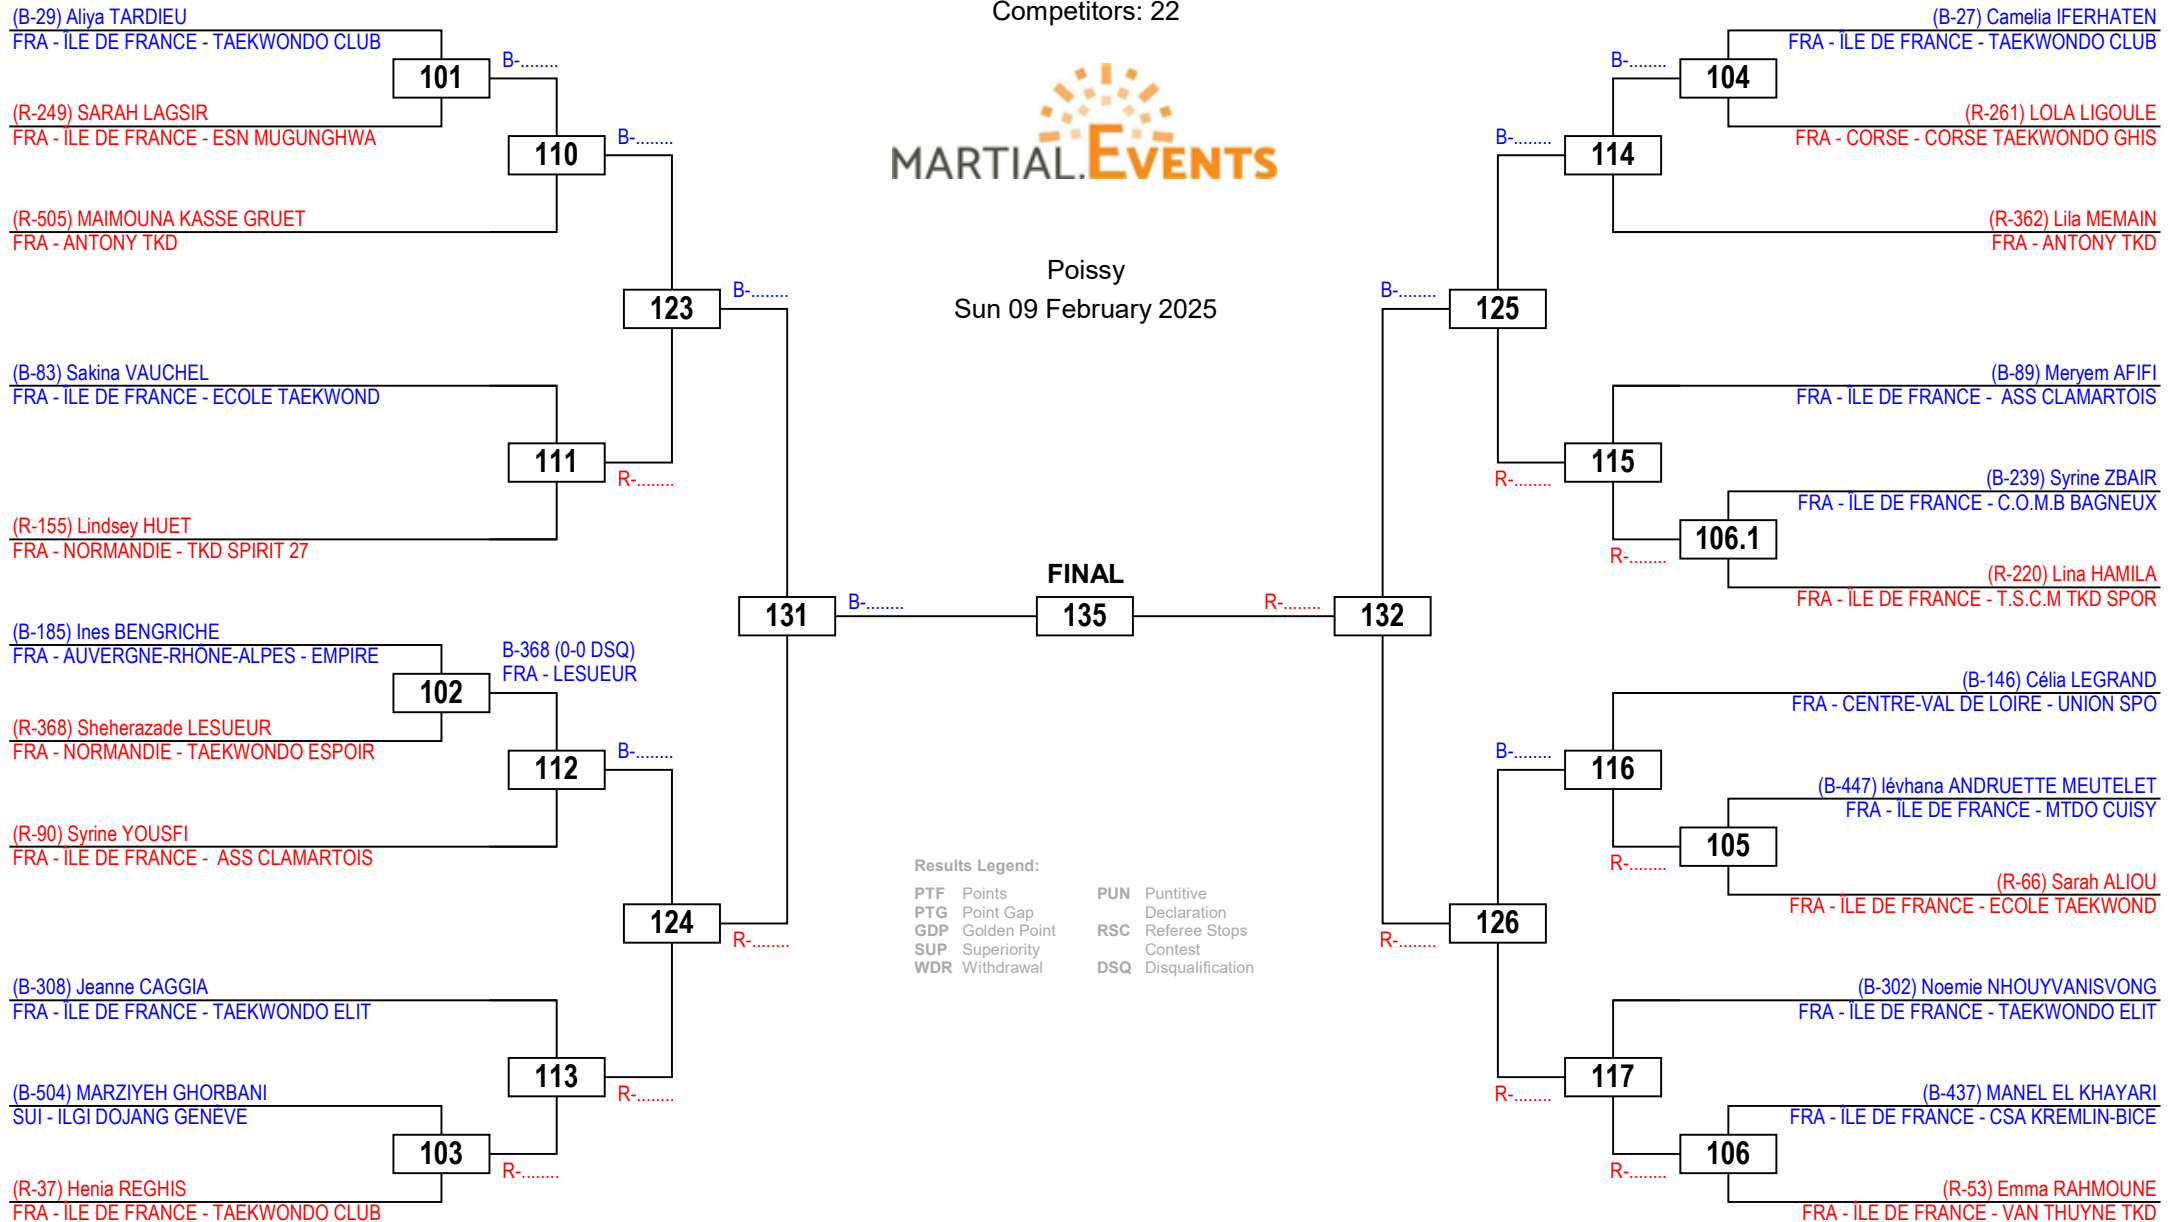 Competitors: 22
MARTIAL.EVENTS
Poissy
Sun 09 February 2025
(B-29) Aliya TARDIEU
FRA - ÎLE DE FRANCE - TAEKWONDO CLUB
101
B-........
(R-249) SARAH LAGSIR
FRA - ÎLE DE FRANCE - ESN MUGUNGHWA
110
B-........
(R-505) MAIMOUNA KASSE GRUET
FRA - ANTONY TKD
123
B-........
(B-83) Sakina VAUCHEL
FRA - ÎLE DE FRANCE - ECOLE TAEKWOND
111
R-........
(R-155) Lindsey HUET
FRA - NORMANDIE - TKD SPIRIT 27
131
B-........
(B-185) Ines BENGRICHE
FRA - AUVERGNE-RHÔNE-ALPES - EMPIRE
102
B-368 (0-0 DSQ)
FRA - LESUEUR
(R-368) Sheherazade LESUEUR
FRA - NORMANDIE - TAEKWONDO ESPOIR
112
B-........
(R-90) Syrine YOUSFI
FRA - ÎLE DE FRANCE -  ASS CLAMARTOIS
124
R-........
(B-308) Jeanne CAGGIA
FRA - ÎLE DE FRANCE - TAEKWONDO ELIT
113
R-........
(B-504) MARZIYEH GHORBANI
SUI - ILGI DOJANG GENÈVE
103
R-........
(R-37) Henia REGHIS
FRA - ÎLE DE FRANCE - TAEKWONDO CLUB
FINAL
135
Results Legend:
PTF Points
PTG Point Gap
GDP Golden Point
SUP Superiority
WDR Withdrawal
PUN Puntitive
Declaration
RSC Referee Stops
Contest
DSQ Disqualification
(B-27) Camelia IFERHATEN
FRA - ÎLE DE FRANCE - TAEKWONDO CLUB
B-........
104
(R-261) LOLA LIGOULE
FRA - CORSE - CORSE TAEKWONDO GHIS
B-........
114
(R-362) Lila MEMAIN
FRA - ANTONY TKD
B-........
125
(B-89) Meryem AFIFI
FRA - ÎLE DE FRANCE -  ASS CLAMARTOIS
R-........
115
(B-239) Syrine ZBAIR
FRA - ÎLE DE FRANCE - C.O.M.B BAGNEUX
R-........
106.1
(R-220) Lina HAMILA
FRA - ÎLE DE FRANCE - T.S.C.M TKD SPOR
R-........
132
(B-146) Célia LEGRAND
FRA - CENTRE-VAL DE LOIRE - UNION SPO
B-........
116
(B-447) Iévhana ANDRUETTE MEUTELET
FRA - ÎLE DE FRANCE - MTDO CUISY
R-........
105
(R-66) Sarah ALIOU
FRA - ÎLE DE FRANCE - ECOLE TAEKWOND
R-........
126
(B-302) Noemie NHOUYVANISVONG
FRA - ÎLE DE FRANCE - TAEKWONDO ELIT
R-........
117
(B-437) MANEL EL KHAYARI
FRA - ÎLE DE FRANCE - CSA KREMLIN-BICE
R-........
106
(R-53) Emma RAHMOUNE
FRA - ÎLE DE FRANCE - VAN THUYNE TKD